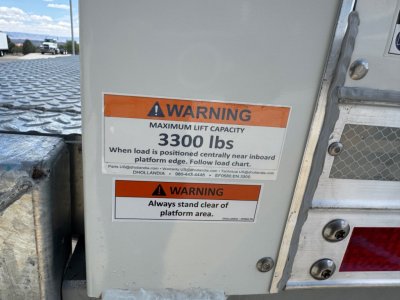 WARNING
MAXIMUM LIFT CAPACITY
3300 lbs
When load is positioned centrally near inboard
platform edge. Follow load chart.
DHOLLANDIA
WARNING
Always stand clear of
platform area.